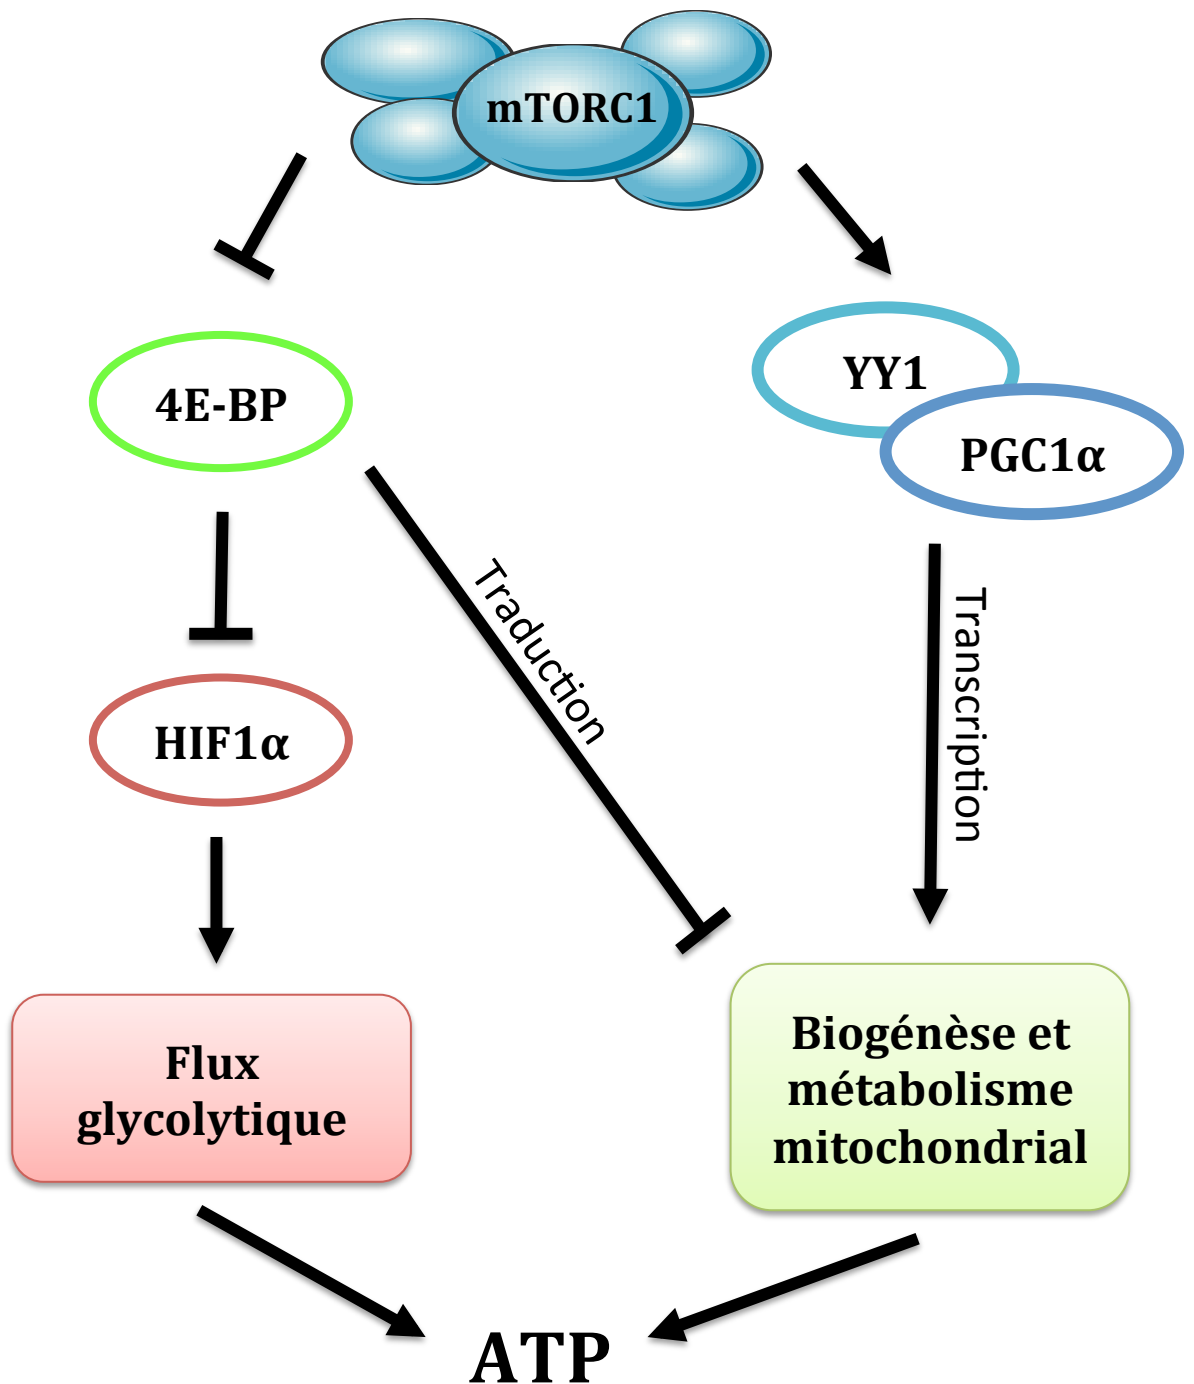 mTORC1
4E-BP
YY1
PGC1α
Traduction
Transcription
HIF1α
Flux
glycolytique
Biogénèse et
métabolisme
mitochondrial
ATP